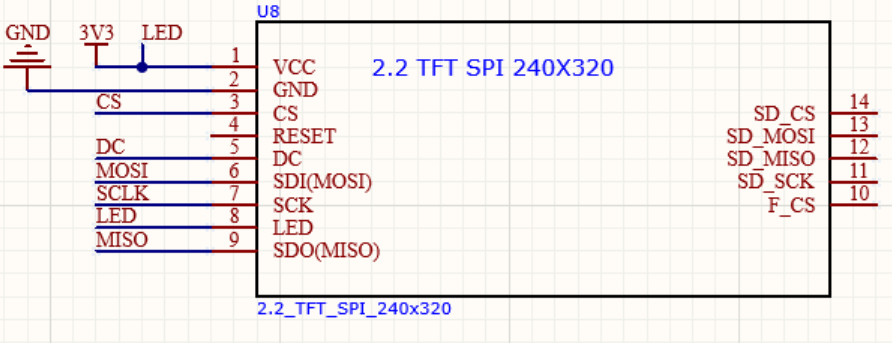 U8
GND 3V3 LED
2.2 TFT SPI 240X320
1 VCC
2 GND
CS 3 CS
4 RESET
DC 5 DC
MOSI 6 SDI(MOSI)
SCLK 7 SCK
LED 8 LED
MISO 9 SDO(MISO)
SD_CS 14
SD_MOSI 13
SD_MISO 12
SD_SCK 11
F_CS 10
2.2_TFT_SPI_240x320